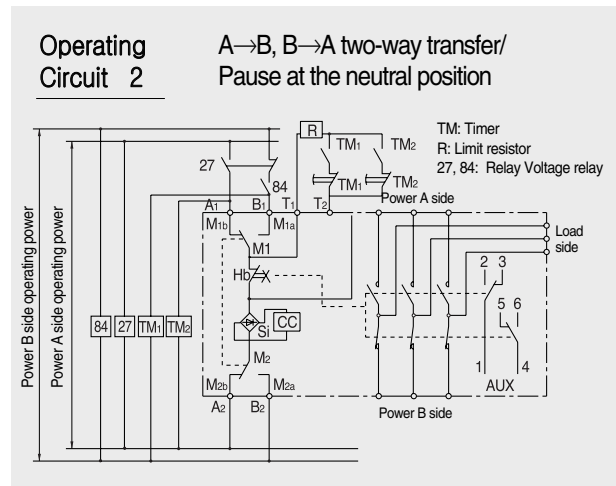 Operating
Circuit 2
A→B, B→A two-way transfer/
Pause at the neutral position
TM: Timer
R: Limit resistor
27, 84: Relay Voltage relay
R
TM1
TM2
27
84
TM1
TM2
A1
B1
T1
T2
Power A side
M1b
M1a
M1
Load
side
Hb
2 3
5 6
Si
CC
84
27
TM1
TM2
M2
1
4
AUX
M2b
M2a
A2
B2
Power B side
Power B side operating power
Power A side operating power